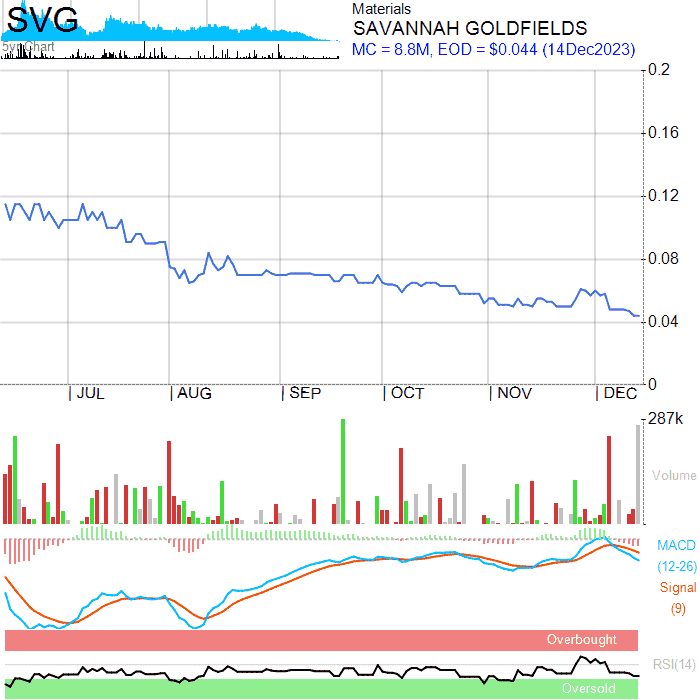 SVG
5yr Chart
Materials
SAVANNAH GOLDFIELDS
MC = 8.8M, EOD = $0.044 (14Dec2023)
0.2
0.16
0.12
0.08
0.04
0
JUL AUG SEP OCT NOV DEC
287k
Volume
MACD
(12-26)
Signal
(9)
Overbought
RSI(14)
Oversold